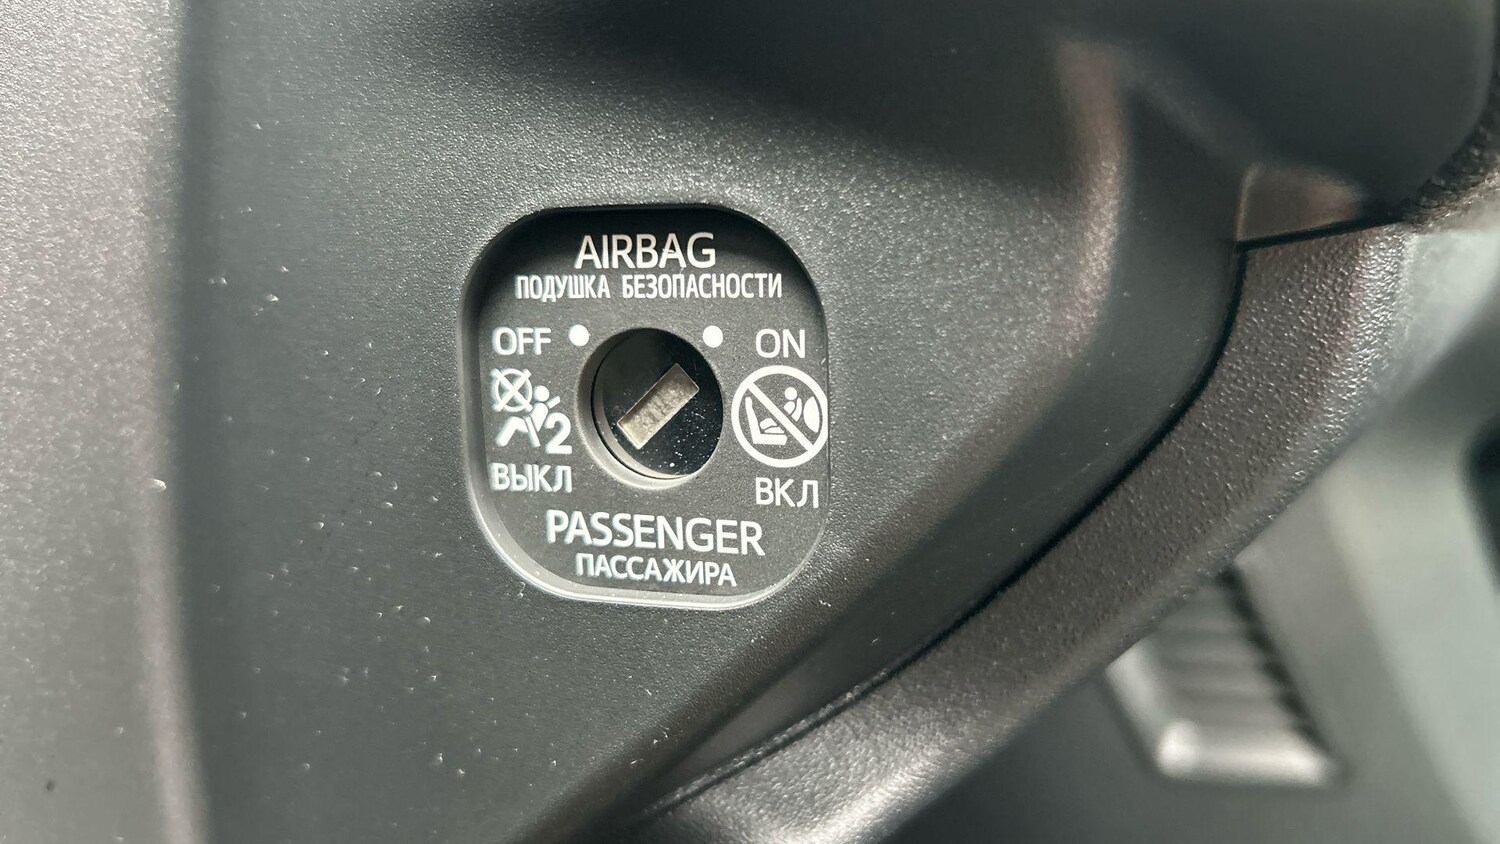 AIRBAG
ПОДУШКА БЕЗОПАСНОСТИ
OFF
ON
2
ВЫКЛ
ВКЛ
PASSENGER
ПАССАЖИРА